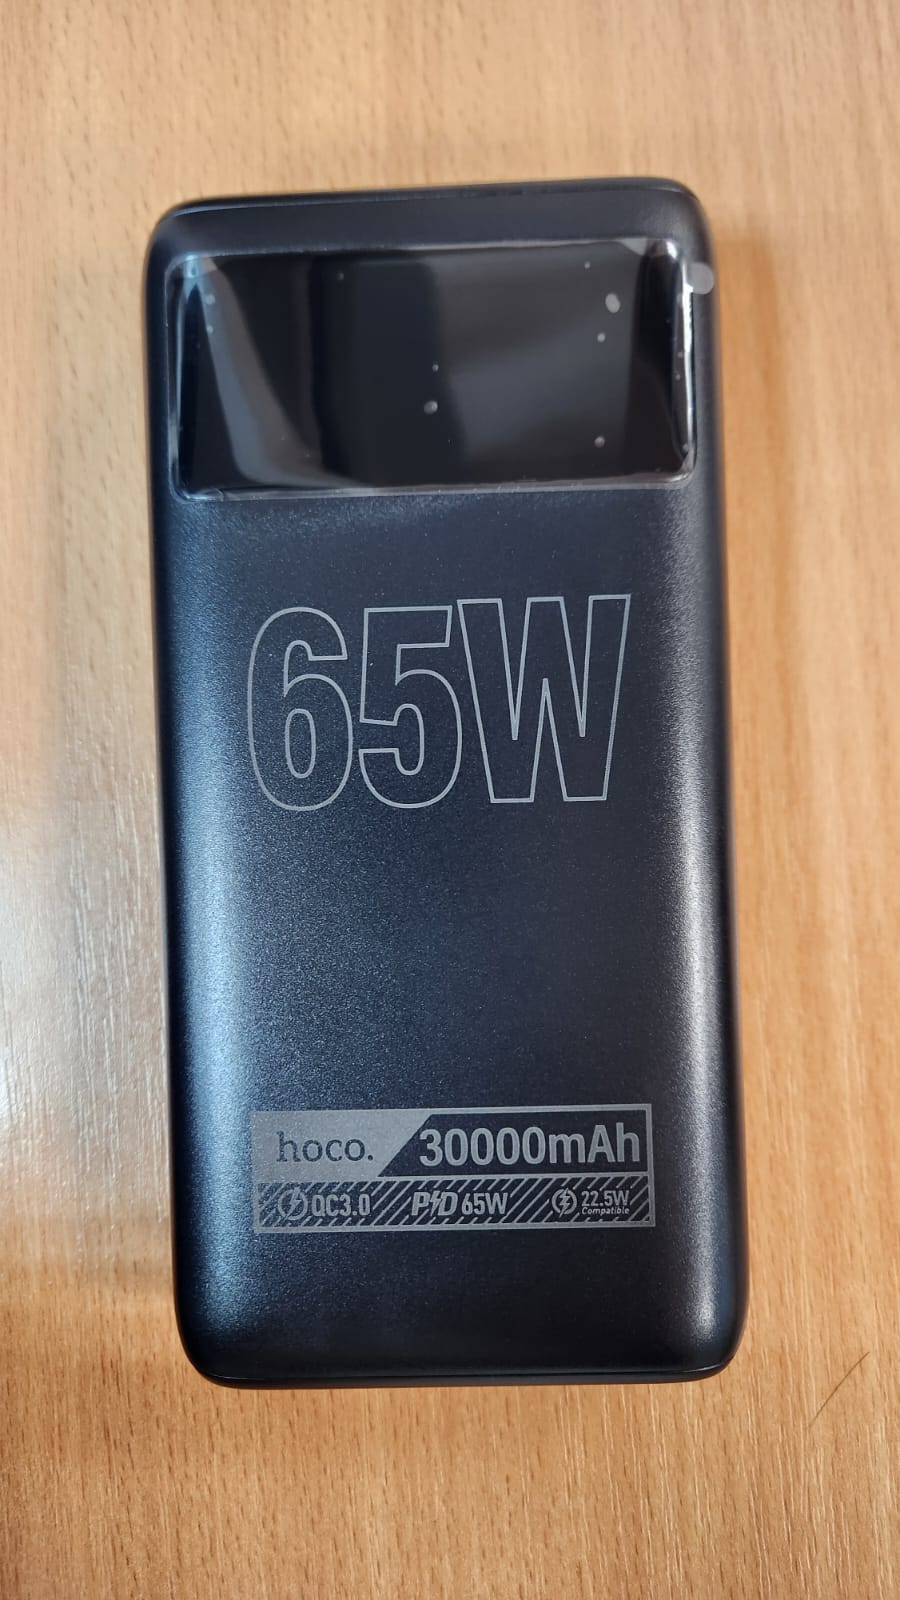 65W
hoco. 30000mAh
QC3.0 PD 65W 22.5W
Compatible